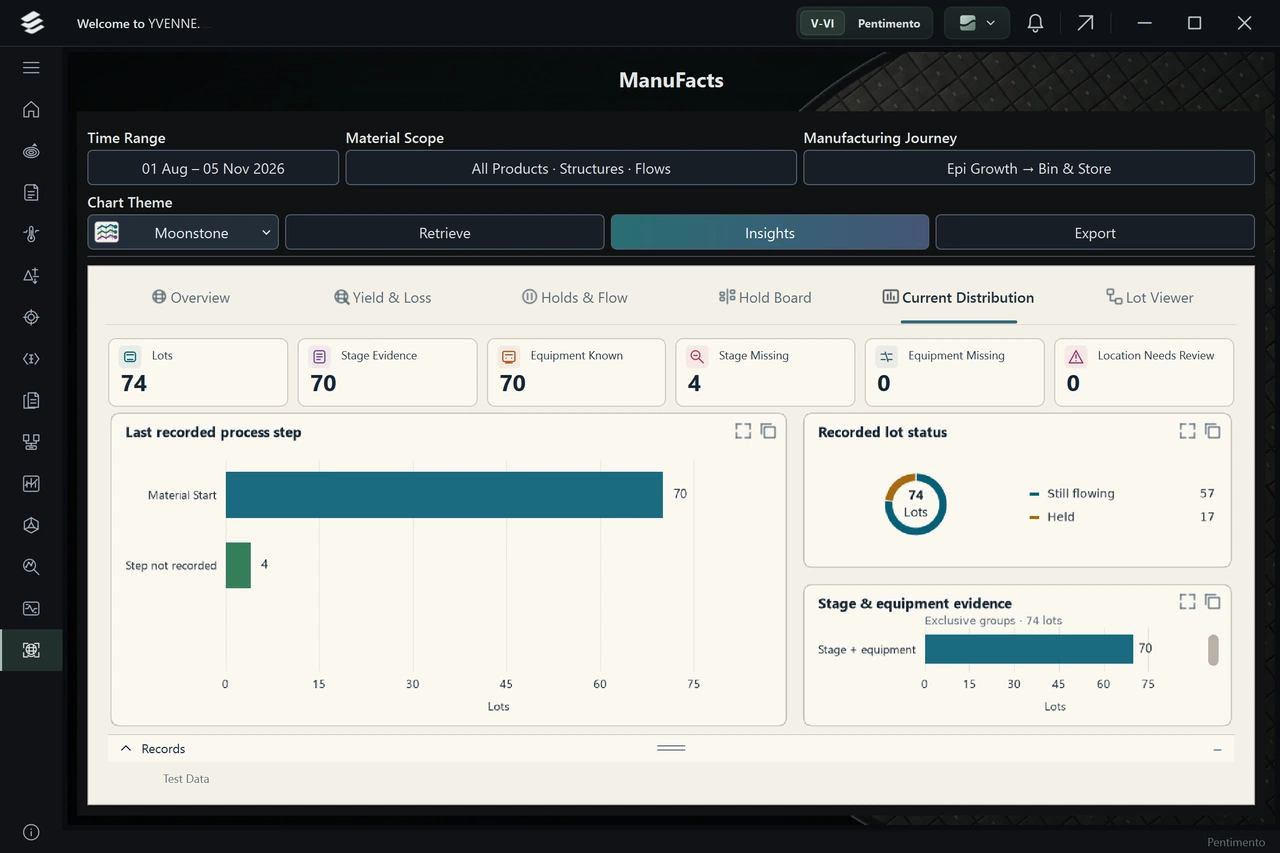 Welcome to YVENNE.
V-VI Pentimento
ManuFacts
Time Range
Material Scope
Manufacturing Journey
01 Aug – 05 Nov 2026
All Products · Structures · Flows
Epi Growth → Bin & Store
Chart Theme
Moonstone
Retrieve
Insights
Export
Overview
Yield & Loss
Holds & Flow
Hold Board
Current Distribution
Lot Viewer
Lots
74
Stage Evidence
70
Equipment Known
70
Stage Missing
4
Equipment Missing
0
Location Needs Review
0
Last recorded process step
Material Start
70
Step not recorded
4
0 15 30 45 60 75
Lots
Recorded lot status
74
Lots
Still flowing 57
Held 17
Stage & equipment evidence
Exclusive groups · 74 lots
Stage + equipment
70
0 15 30 45 60 75
Lots
Records
Test Data
Pentimento